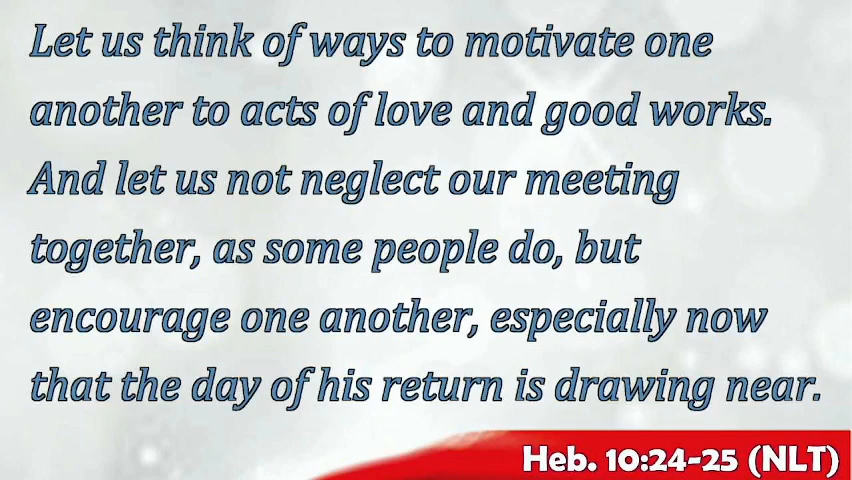 Let us think of ways to motivate one
another to acts of love and good works.
And let us not neglect our meeting
together, as some people do, but
encourage one another, especially now
that the day of his return is drawing near.
Heb. 10:24-25 (NLT)